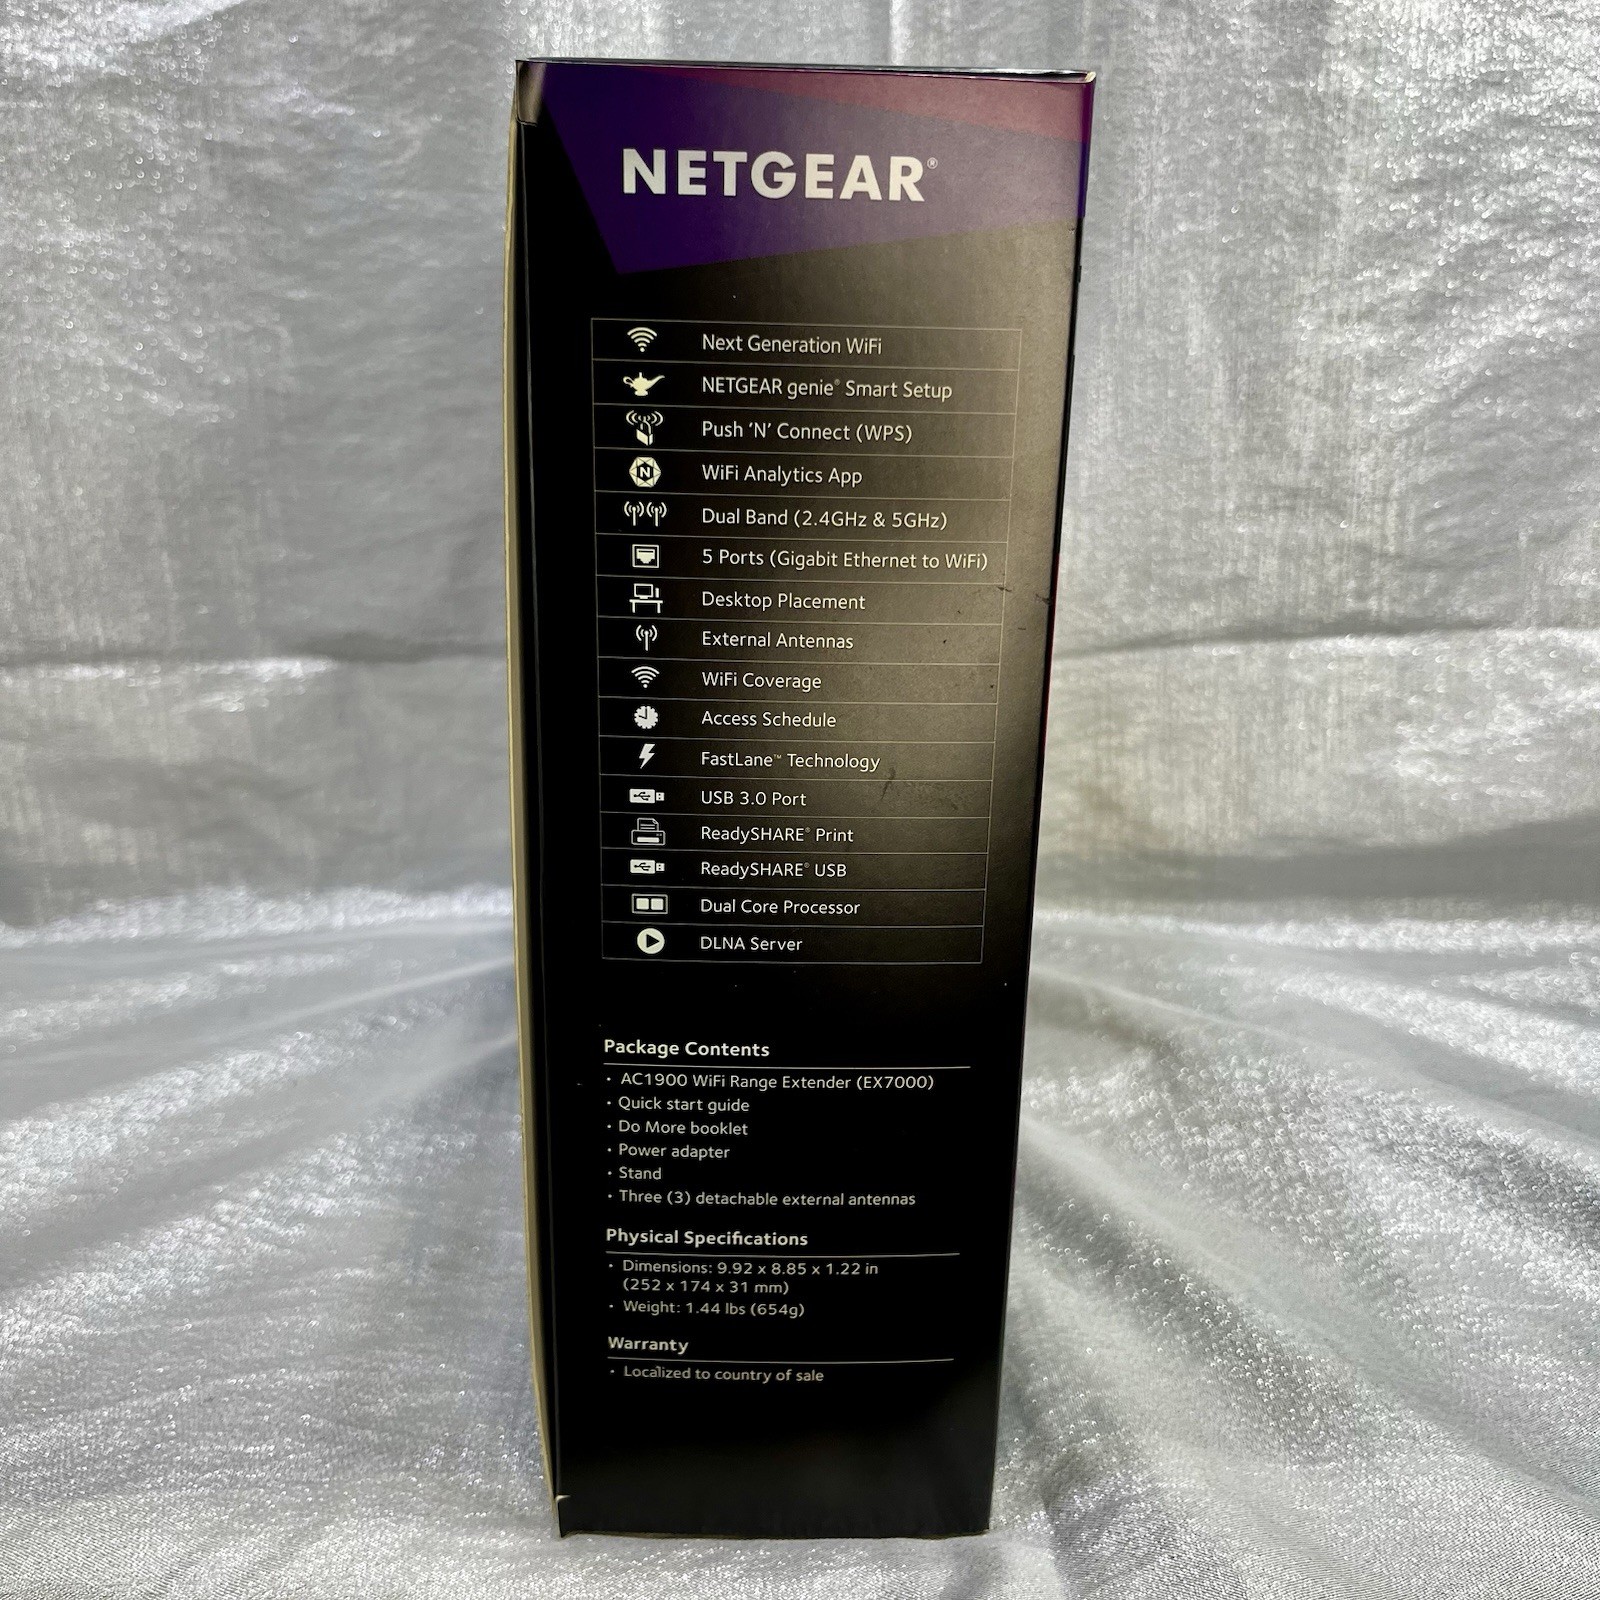 NETGEAR®
Next Generation WiFi
NETGEAR genie® Smart Setup
Push 'N' Connect (WPS)
N
WiFi Analytics App
Dual Band (2.4GHz & 5GHz)
5 Ports (Gigabit Ethernet to WiFi)
Desktop Placement
External Antennas
WiFi Coverage
Access Schedule
FastLane™ Technology
USB 3.0 Port
ReadySHARE® Print
ReadySHARE® USB
Dual Core Processor
DLNA Server
Package Contents
• AC1900 WiFi Range Extender (EX7000)
• Quick start guide
• Do More booklet
• Power adapter
• Stand
• Three (3) detachable external antennas
Physical Specifications
• Dimensions: 9.92 x 8.85 x 1.22 in
(252 x 174 x 31 mm)
• Weight: 1.44 lbs (654g)
Warranty
• Localized to country of sale